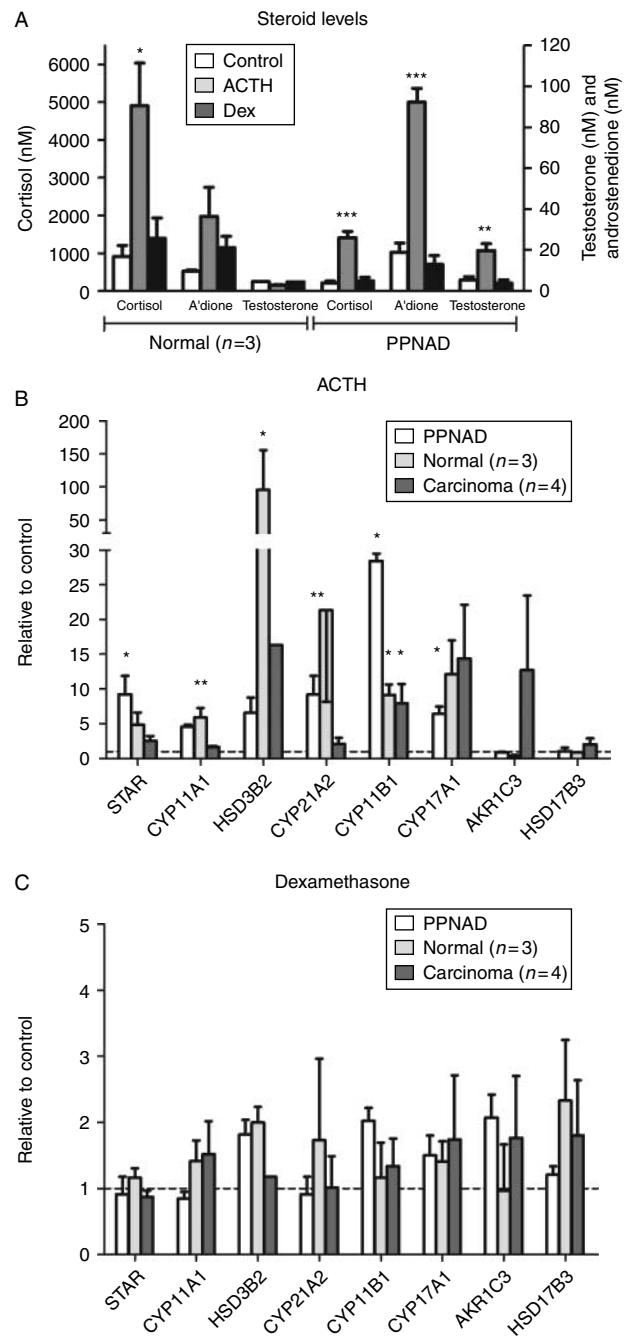 A
Steroid levels
Cortisol (nM)
6000
5000
4000
3000
2000
1000
0
Control
ACTH
Dex
*
***
***
**
120
100
80
60
40
20
0
Testosterone (nM) and
androstenedione (nM)
Cortisol A'dione Testosterone Cortisol A'dione Testosterone
Normal (n=3) PPNAD
B
ACTH
Relative to control
200
150
100
50
30
25
20
15
10
5
0
PPNAD
Normal (n=3)
Carcinoma (n=4)
*
**
*
**
*
* *
*
STAR CYP11A1 HSD3B2 CYP21A2 CYP11B1 CYP17A1 AKR1C3 HSD17B3
C
Dexamethasone
Relative to control
5
4
3
2
1
0
PPNAD
Normal (n=3)
Carcinoma (n=4)
STAR CYP11A1 HSD3B2 CYP21A2 CYP11B1 CYP17A1 AKR1C3 HSD17B3